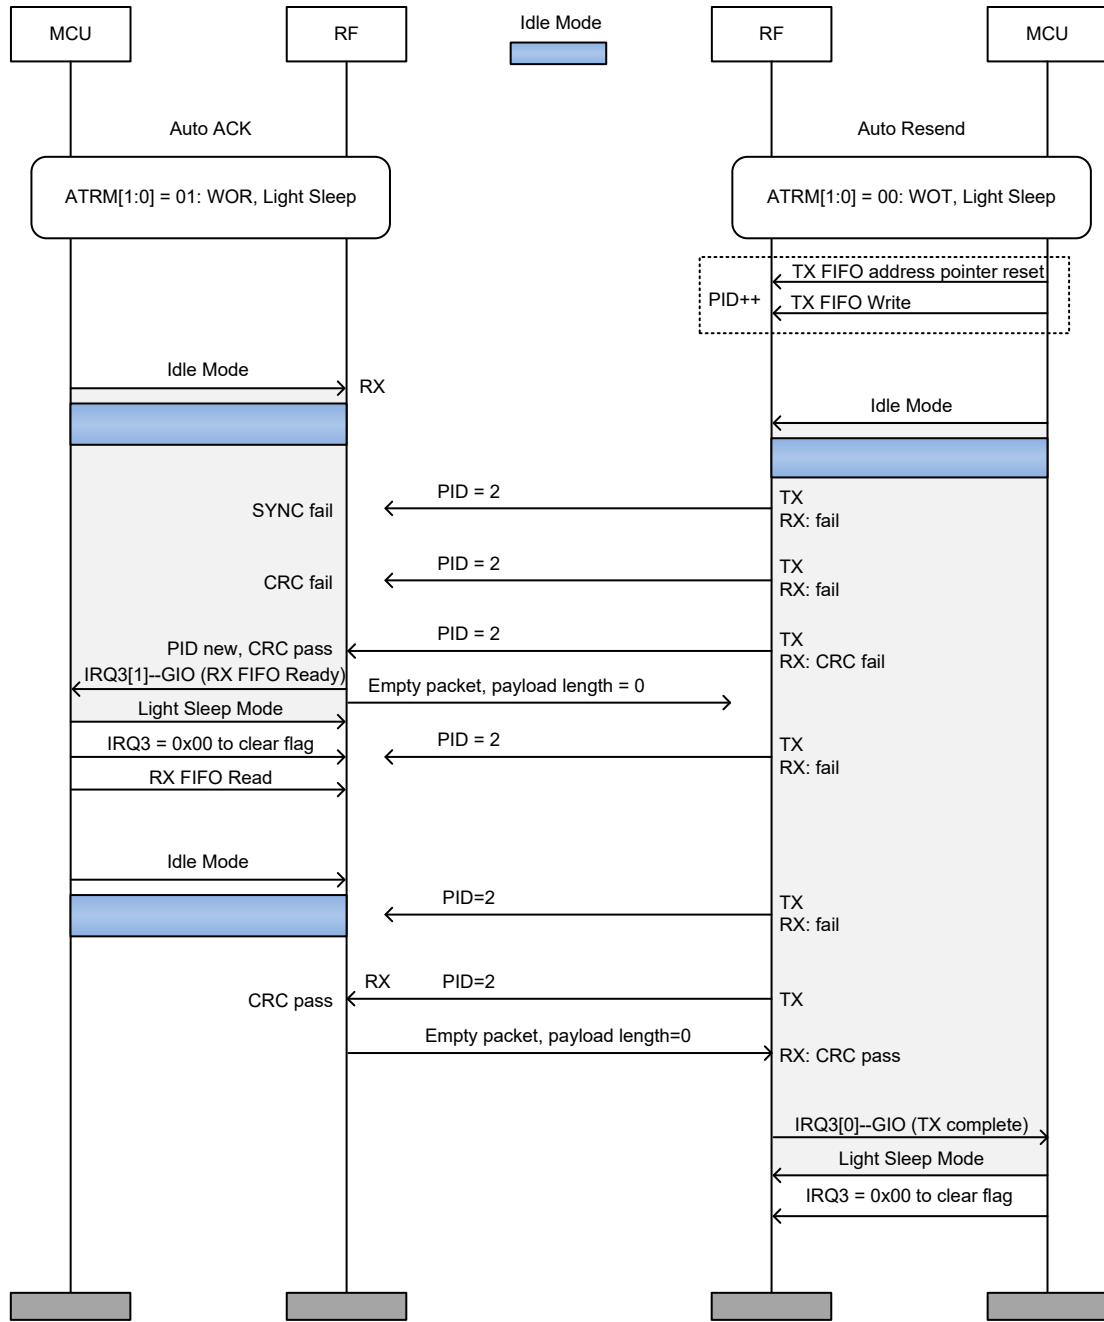 MCU
RF
Idle Mode
RF
MCU
Auto ACK
Auto Resend
ATRM[1:0] = 01: WOR, Light Sleep
ATRM[1:0] = 00: WOT, Light Sleep
TX FIFO address pointer reset
PID++
TX FIFO Write
Idle Mode
RX
Idle Mode
PID = 2
SYNC fail
TX
RX: fail
PID = 2
CRC fail
TX
RX: fail
PID = 2
PID new, CRC pass
TX
RX: CRC fail
IRQ3[1]--GIO (RX FIFO Ready)
Empty packet, payload length = 0
Light Sleep Mode
IRQ3 = 0x00 to clear flag
PID = 2
TX
RX: fail
RX FIFO Read
Idle Mode
PID=2
TX
RX: fail
RX
PID=2
CRC pass
TX
Empty packet, payload length=0
RX: CRC pass
IRQ3[0]--GIO (TX complete)
Light Sleep Mode
IRQ3 = 0x00 to clear flag